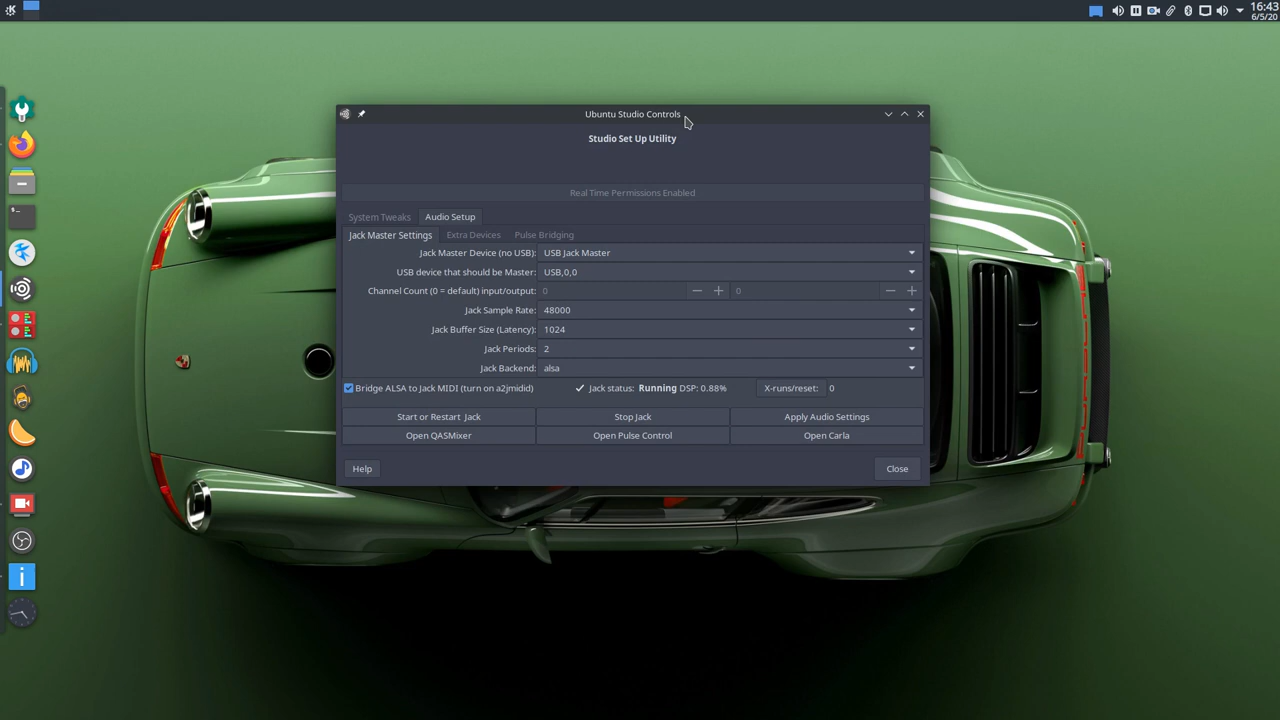 16:43
6/5/20
Ubuntu Studio Controls
Studio Set Up Utility
Real Time Permissions Enabled
System Tweaks Audio Setup
Jack Master Settings Extra Devices Pulse Bridging
Jack Master Device (no USB): USB Jack Master
USB device that should be Master: USB,0,0
Channel Count (0 = default) input/output: 0 0
Jack Sample Rate: 48000
Jack Buffer Size (Latency): 1024
Jack Periods: 2
Jack Backend: alsa
Bridge ALSA to Jack MIDI (turn on a2jmidid) Jack status: Running DSP: 0.88% X-runs/reset: 0
Start or Restart Jack Stop Jack Apply Audio Settings
Open QASMixer Open Pulse Control Open Carla
Help Close